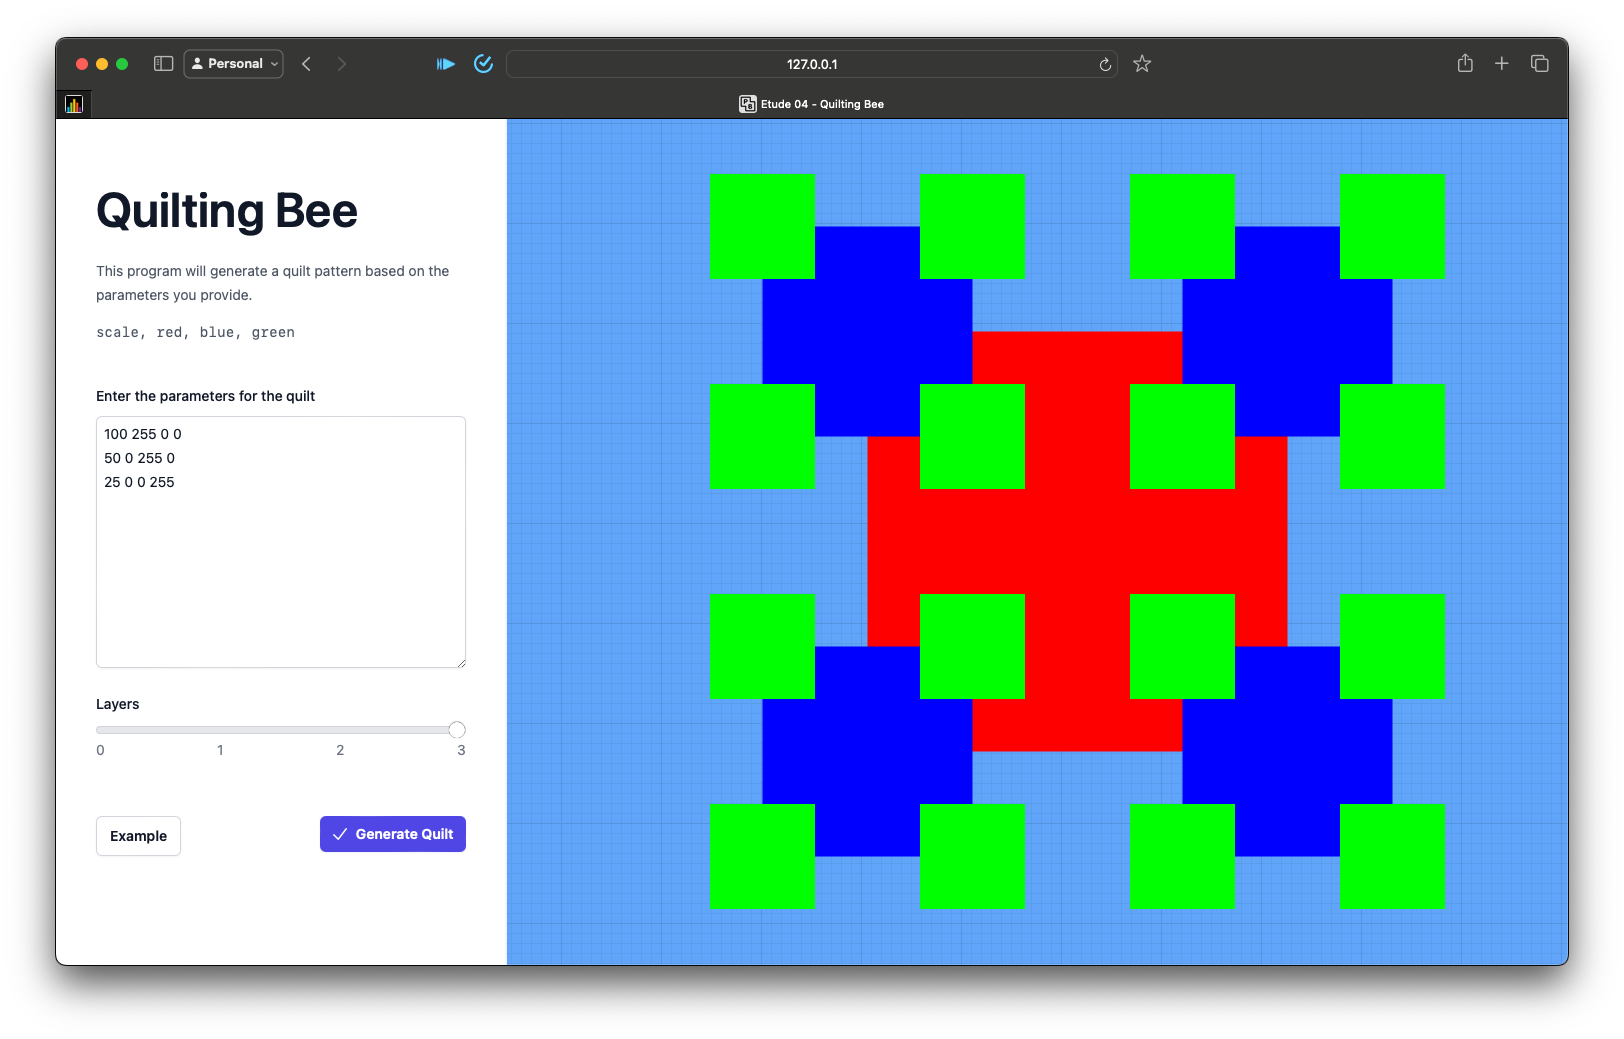 Personal
127.0.0.1
Etude 04 - Quilting Bee
Quilting Bee
This program will generate a quilt pattern based on the
parameters you provide.
scale, red, blue, green
Enter the parameters for the quilt
100 255 0 0
50 0 255 0
25 0 0 255
Layers
0 1 2 3
Example
Generate Quilt